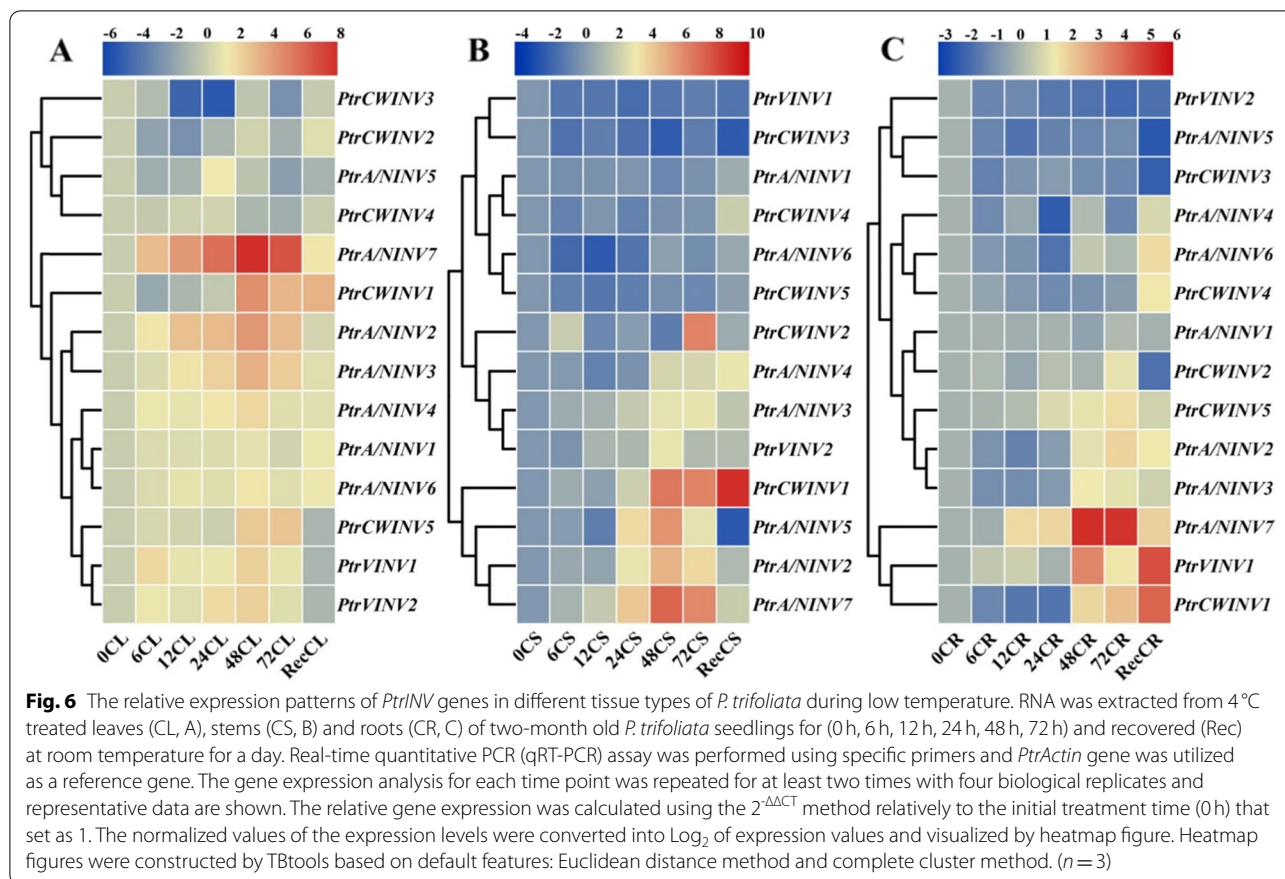 A
-6 -4 -2 0 2 4 6 8
PtrCWINV3
PtrCWINV2
PtrA/NINV5
PtrCWINV4
PtrA/NINV7
PtrCWINV1
PtrA/NINV2
PtrA/NINV3
PtrA/NINV4
PtrA/NINV1
PtrA/NINV6
PtrCWINV5
PtrVINV1
PtrVINV2
0CL 6CL 12CL 24CL 48CL 72CL RecCL
B
-4 -2 0 2 4 6 8 10
PtrVINV1
PtrCWINV3
PtrA/NINV1
PtrCWINV4
PtrA/NINV6
PtrCWINV5
PtrCWINV2
PtrA/NINV4
PtrA/NINV3
PtrVINV2
PtrCWINV1
PtrA/NINV5
PtrA/NINV2
PtrA/NINV7
0CS 6CS 12CS 24CS 48CS 72CS RecCS
C
-3 -2 -1 0 1 2 3 4 5 6
PtrVINV2
PtrA/NINV5
PtrCWINV3
PtrA/NINV4
PtrA/NINV6
PtrCWINV4
PtrA/NINV1
PtrCWINV2
PtrCWINV5
PtrA/NINV2
PtrA/NINV3
PtrA/NINV7
PtrVINV1
PtrCWINV1
0CR 6CR 12CR 24CR 48CR 72CR RecCR
Fig. 6 The relative expression patterns of PtrINV genes in different tissue types of P. trifoliata during low temperature. RNA was extracted from 4 °C
treated leaves (CL, A), stems (CS, B) and roots (CR, C) of two-month old P. trifoliata seedlings for (0 h, 6 h, 12 h, 24 h, 48 h, 72 h) and recovered (Rec)
at room temperature for a day. Real-time quantitative PCR (qRT-PCR) assay was performed using specific primers and PtrActin gene was utilized
as a reference gene. The gene expression analysis for each time point was repeated for at least two times with four biological replicates and
representative data are shown. The relative gene expression was calculated using the 2-ΔΔCT method relatively to the initial treatment time (0 h) that
set as 1. The normalized values of the expression levels were converted into Log2 of expression values and visualized by heatmap figure. Heatmap
figures were constructed by TBtools based on default features: Euclidean distance method and complete cluster method. (n = 3)